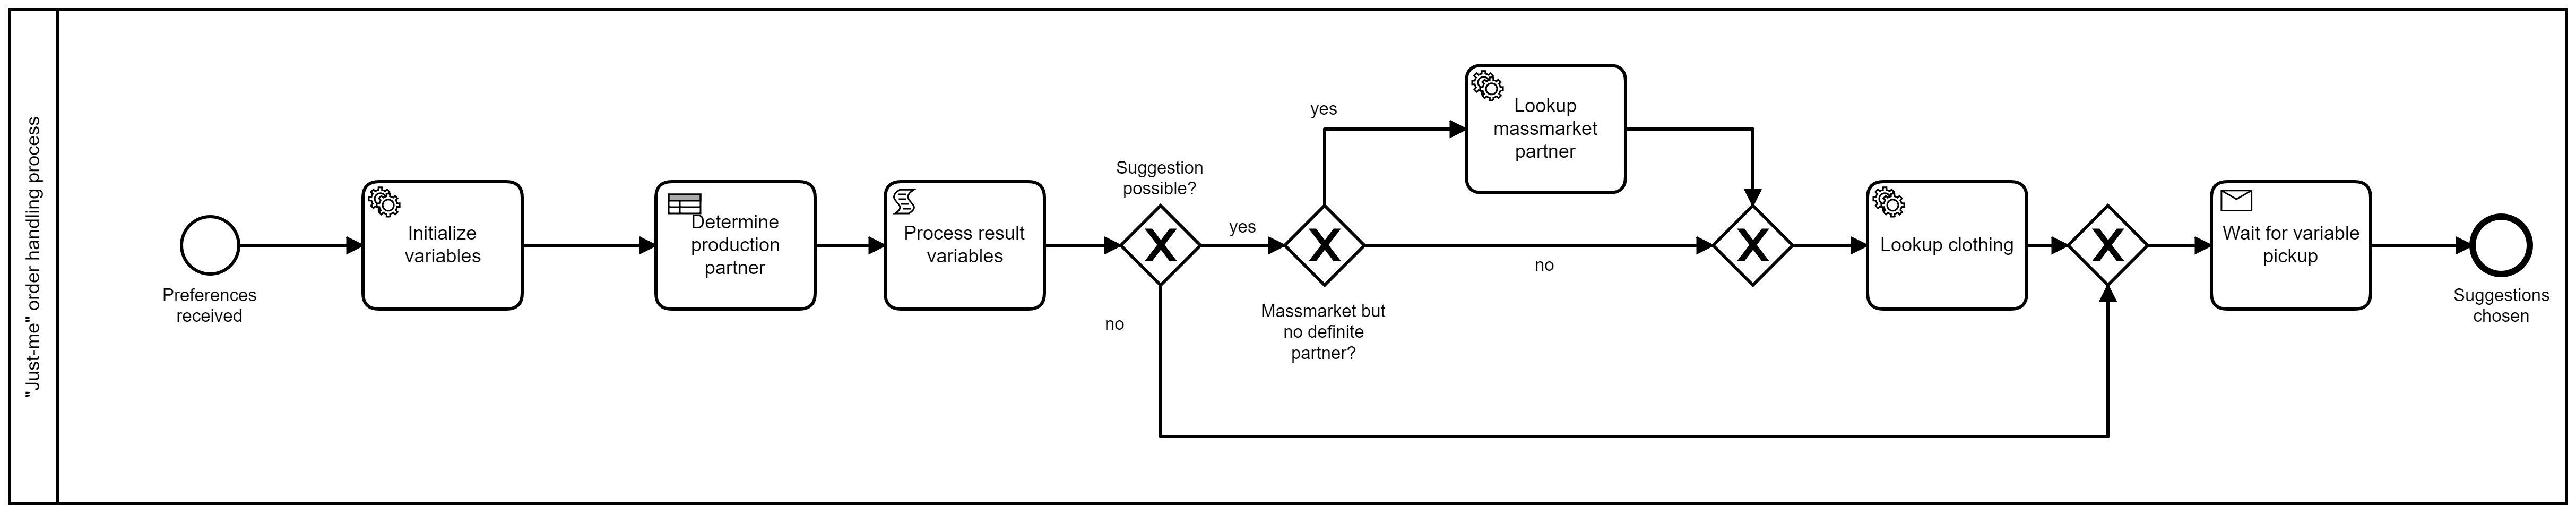 "Just-me" order handling process
Preferences
received
Initialize
variables
Determine
production
partner
Process result
variables
Suggestion
possible?
yes
no
Massmarket but
no definite
partner?
yes
no
Lookup
massmarket
partner
Lookup clothing
Wait for variable
pickup
Suggestions
chosen